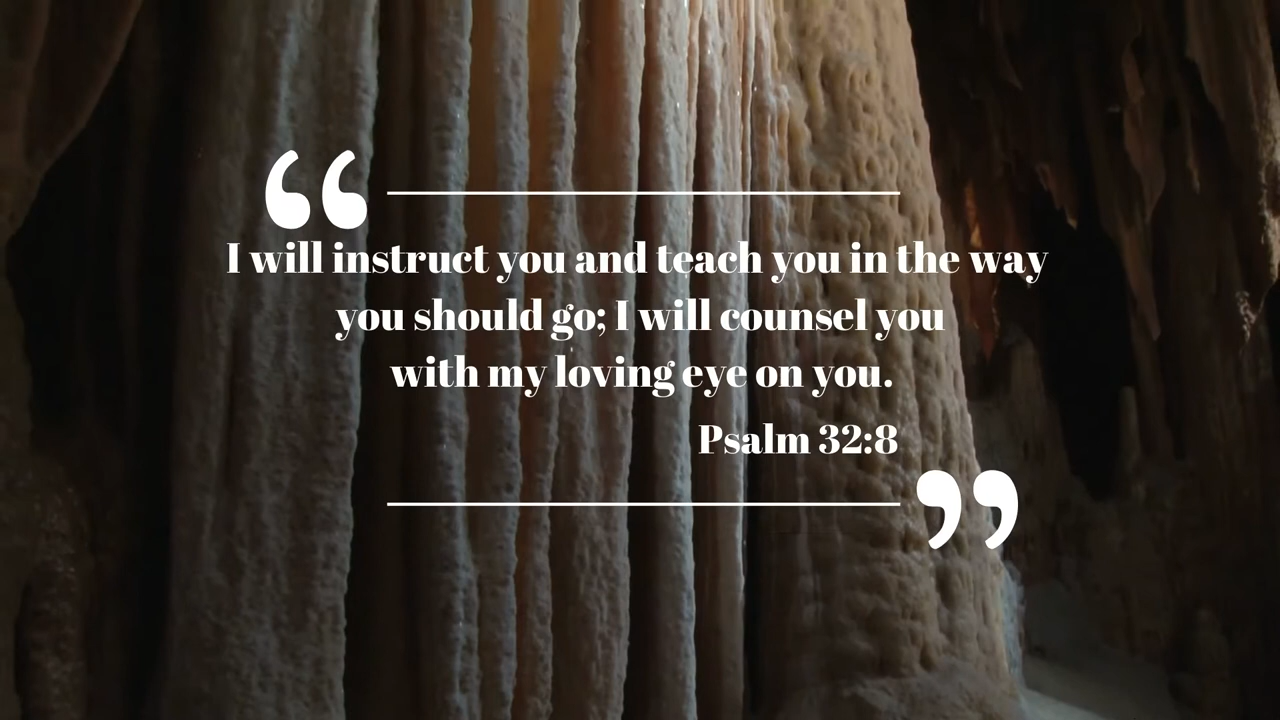 “
I will instruct you and teach you in the way
you should go; I will counsel you
with my loving eye on you.
Psalm 32:8
”